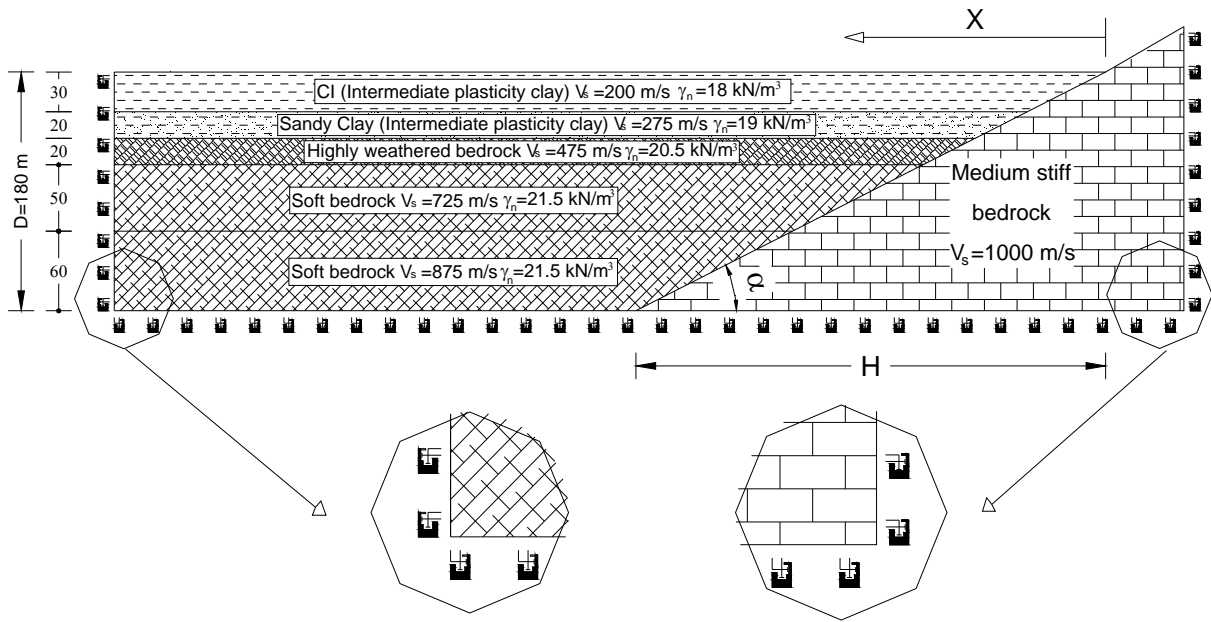 X
30
CI (Intermediate plasticity clay) Vs=200 m/s γn=18 kN/m³
20
Sandy Clay (Intermediate plasticity clay) Vs=275 m/s γn=19 kN/m³
20
Highly weathered bedrock Vs=475 m/s γn=20.5 kN/m³
D=180 m
50
Soft bedrock Vs=725 m/s γn=21.5 kN/m³
Medium stiff
bedrock
Vs=1000 m/s
60
Soft bedrock Vs=875 m/s γn=21.5 kN/m³
α
H